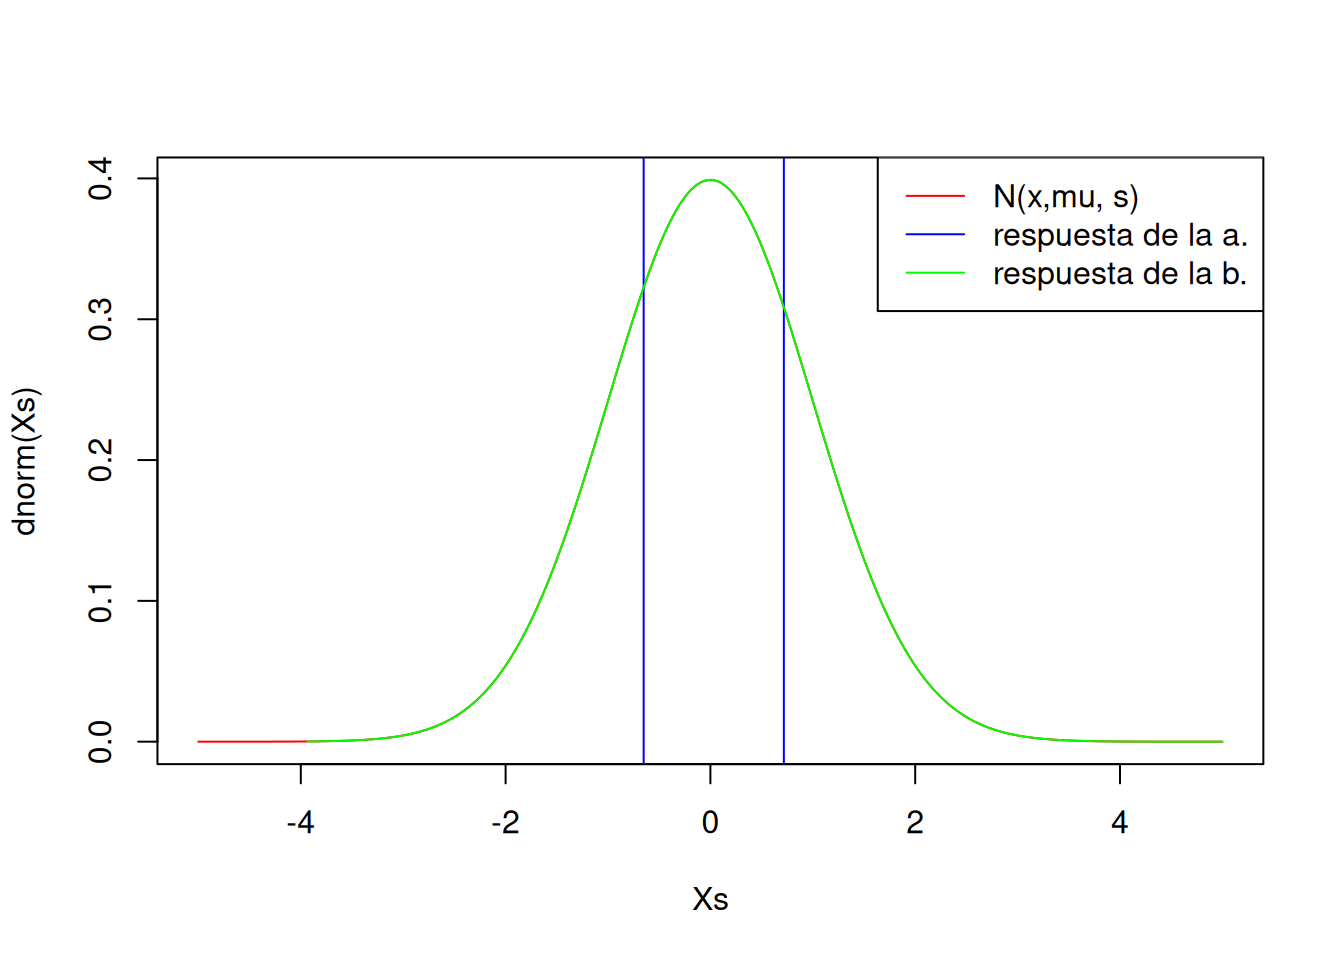 N(x,mu, s)
respuesta de la a.
respuesta de la b.
dnorm(Xs)
0.4
0.3
0.2
0.1
0.0
-4 -2 0 2 4
Xs